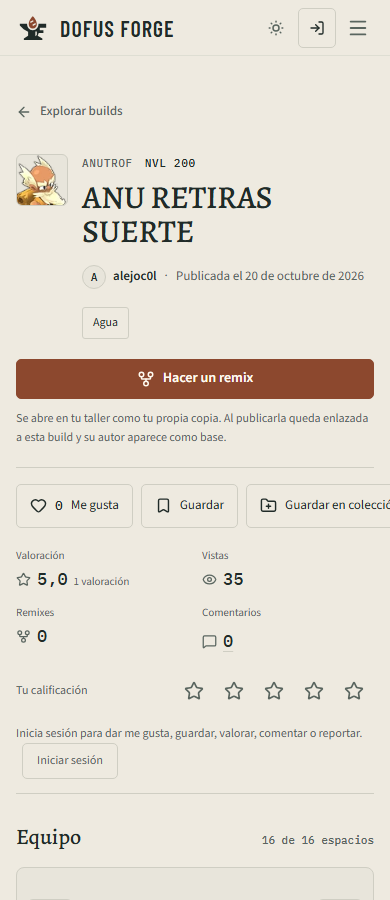 DOFUS FORGE
Explorar builds
ANUTROF NVL 200
ANU RETIRAS
SUERTE
A alejoc0l · Publicada el 20 de octubre de 2026
Agua
Hacer un remix
Se abre en tu taller como tu propia copia. Al publicarla queda enlazada
a esta build y su autor aparece como base.
0 Me gusta Guardar Guardar en colecció
Valoración Vistas
5,0 1 valoración 35
Remixes Comentarios
0 0
Tu calificación
Inicia sesión para dar me gusta, guardar, valorar, comentar o reportar.
Iniciar sesión
Equipo 16 de 16 espacios